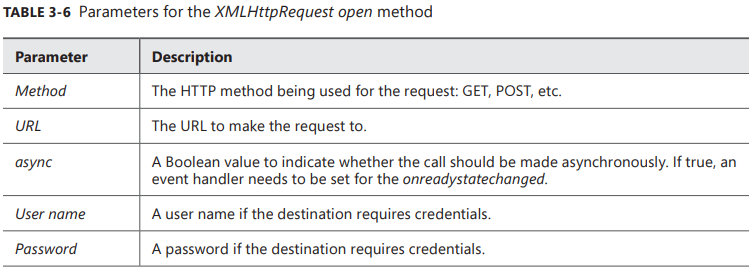 TABLE 3-6 Parameters for the XMLHttpRequest open method
Parameter Description
Method The HTTP method being used for the request: GET, POST, etc.
URL The URL to make the request to.
async A Boolean value to indicate whether the call should be made asynchronously. If true, an
event handler needs to be set for the onreadystatechanged.
User name A user name if the destination requires credentials.
Password A password if the destination requires credentials.